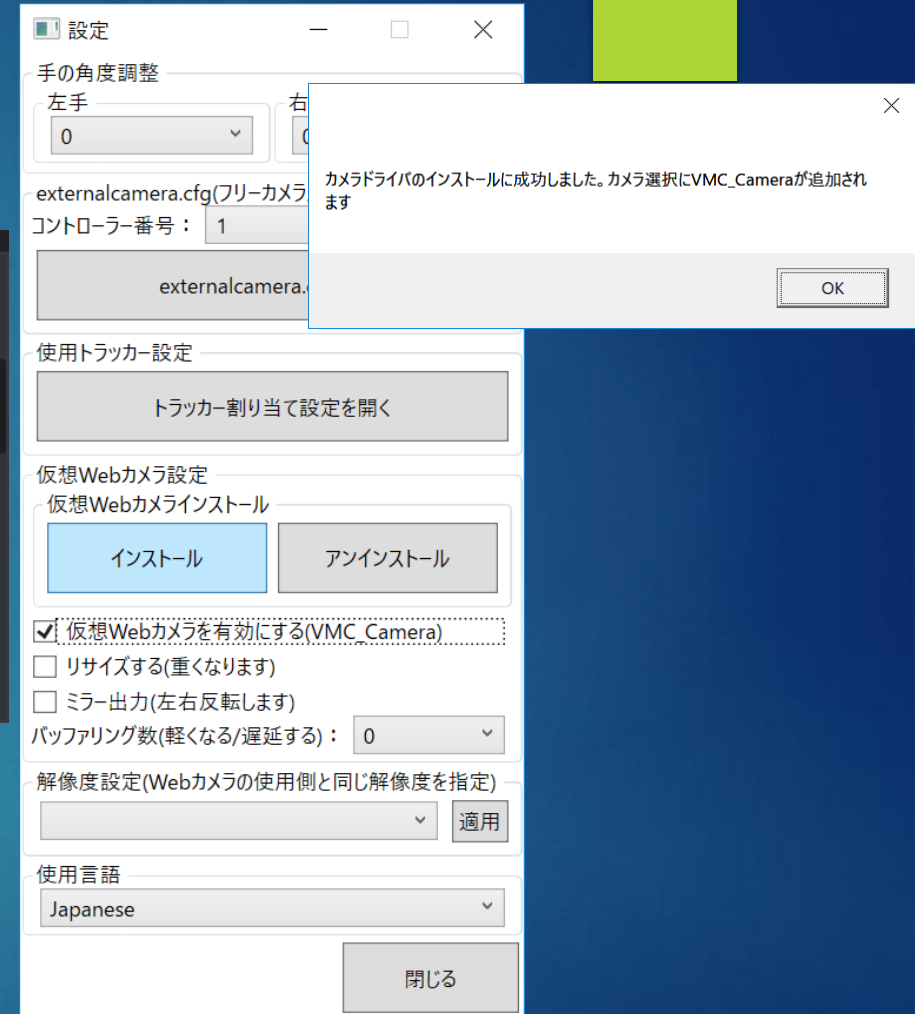 設定
手の角度調整
左手
右
0
externalcamera.cfg(フリーカメラ
コントローラー番号：
1
externalcamera.
カメラドライバのインストールに成功しました。カメラ選択にVMC_Cameraが追加され
ます
OK
使用トラッカー設定
トラッカー割り当て設定を開く
仮想Webカメラ設定
仮想Webカメラインストール
インストール
アンインストール
仮想Webカメラを有効にする(VMC_Camera)
リサイズする(重くなります)
ミラー出力(左右反転します)
バッファリング数(軽くなる/遅延する)：
0
解像度設定(Webカメラの使用側と同じ解像度を指定)
適用
使用言語
Japanese
閉じる